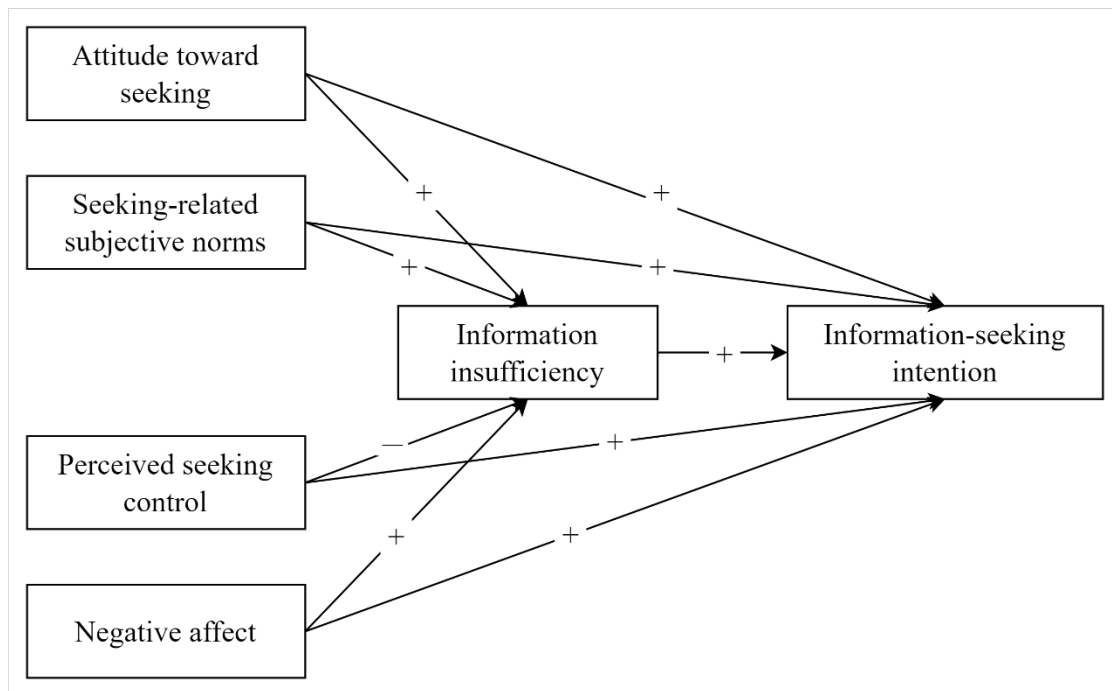 Attitude toward
seeking
+
+
Seeking-related
subjective norms
+
+
Information
insufficiency
+
Information-seeking
intention
Perceived seeking
control
—
+
+
+
Negative affect